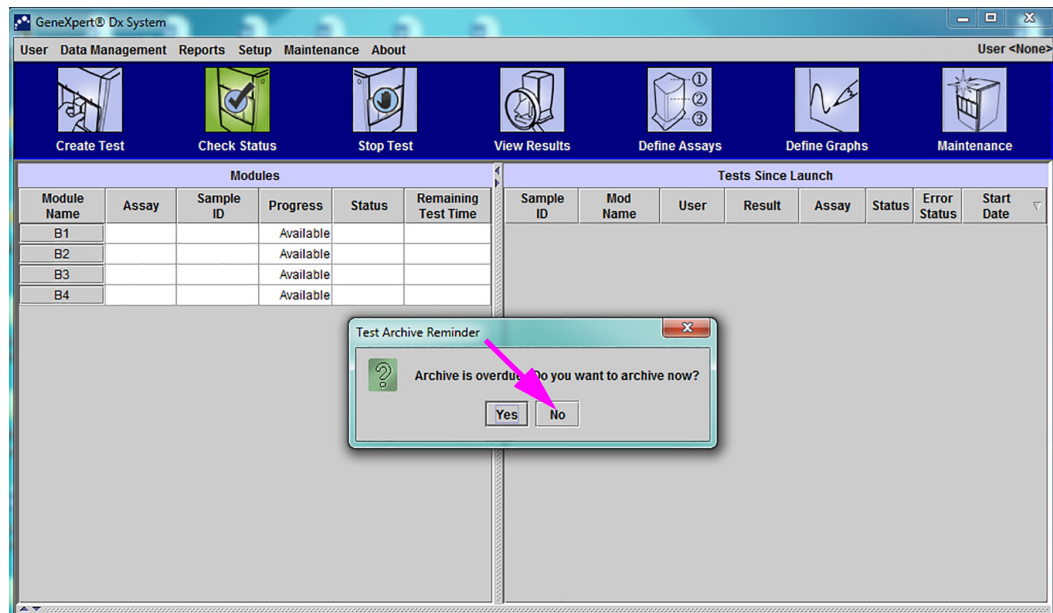 GeneXpert® Dx System
User Data Management Reports Setup Maintenance About
User <None>
Create Test
Check Status
Stop Test
View Results
Define Assays
Define Graphs
Maintenance
Modules
Module Name
Assay
Sample ID
Progress
Status
Remaining Test Time
B1 Available
B2 Available
B3 Available
B4 Available
Tests Since Launch
Sample ID
Mod Name
User
Result
Assay
Status
Error Status
Start Date
Test Archive Reminder
Archive is overdue. Do you want to archive now?
Yes
No